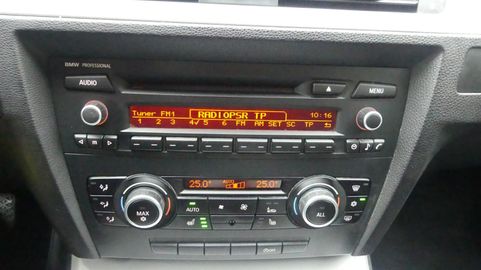 BMW PROFESSIONAL
AUDIO
MENU
Tuner FM1 RADIOPSR TP 10:16
1 2 3 4√ 5 6 FM AM SET SC TP
m
25.0° AUTO 25.0°
MAX AUTO ALL